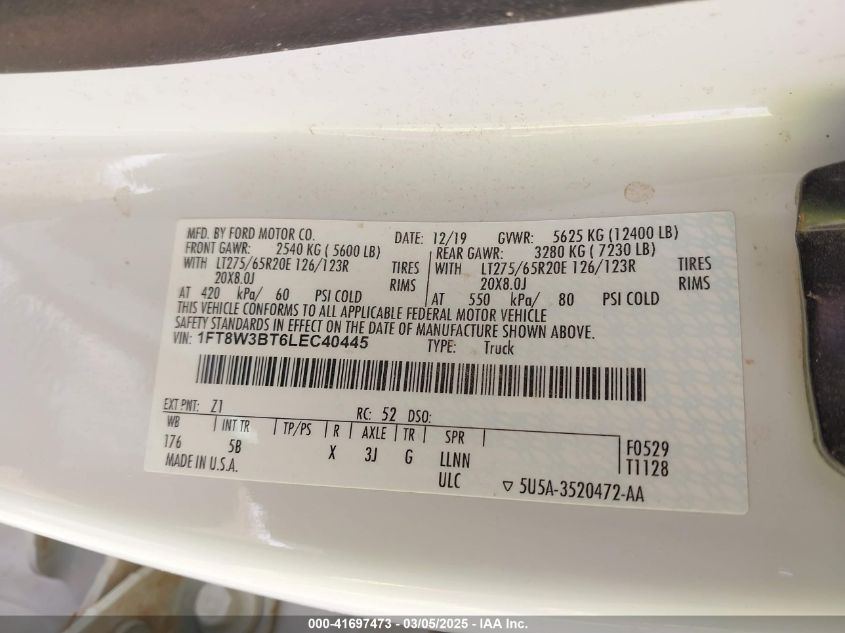 MFD. BY FORD MOTOR CO. DATE: 12/19 GVWR: 5625 KG (12400 LB)
FRONT GAWR: 2540 KG ( 5600 LB) REAR GAWR: 3280 KG ( 7230 LB)
WITH LT275/65R20E 126/123R TIRES WITH LT275/65R20E 126/123R TIRES
20X8.0J RIMS 20X8.0J RIMS
AT 420 kPa/ 60 PSI COLD AT 550 kPa/ 80 PSI COLD
THIS VEHICLE CONFORMS TO ALL APPLICABLE FEDERAL MOTOR VEHICLE
SAFETY STANDARDS IN EFFECT ON THE DATE OF MANUFACTURE SHOWN ABOVE.
VIN: 1FT8W3BT6LEC40445 TYPE: Truck
EXT PNT: Z1 RC: 52 DSO:
WB INT TR TP/PS R AXLE TR SPR F0529
176 5B X 3J G LLNN T1128
MADE IN U.S.A. ULC ▽ 5U5A-3520472-AA
000-41697473 - 03/05/2025 - IAA Inc.